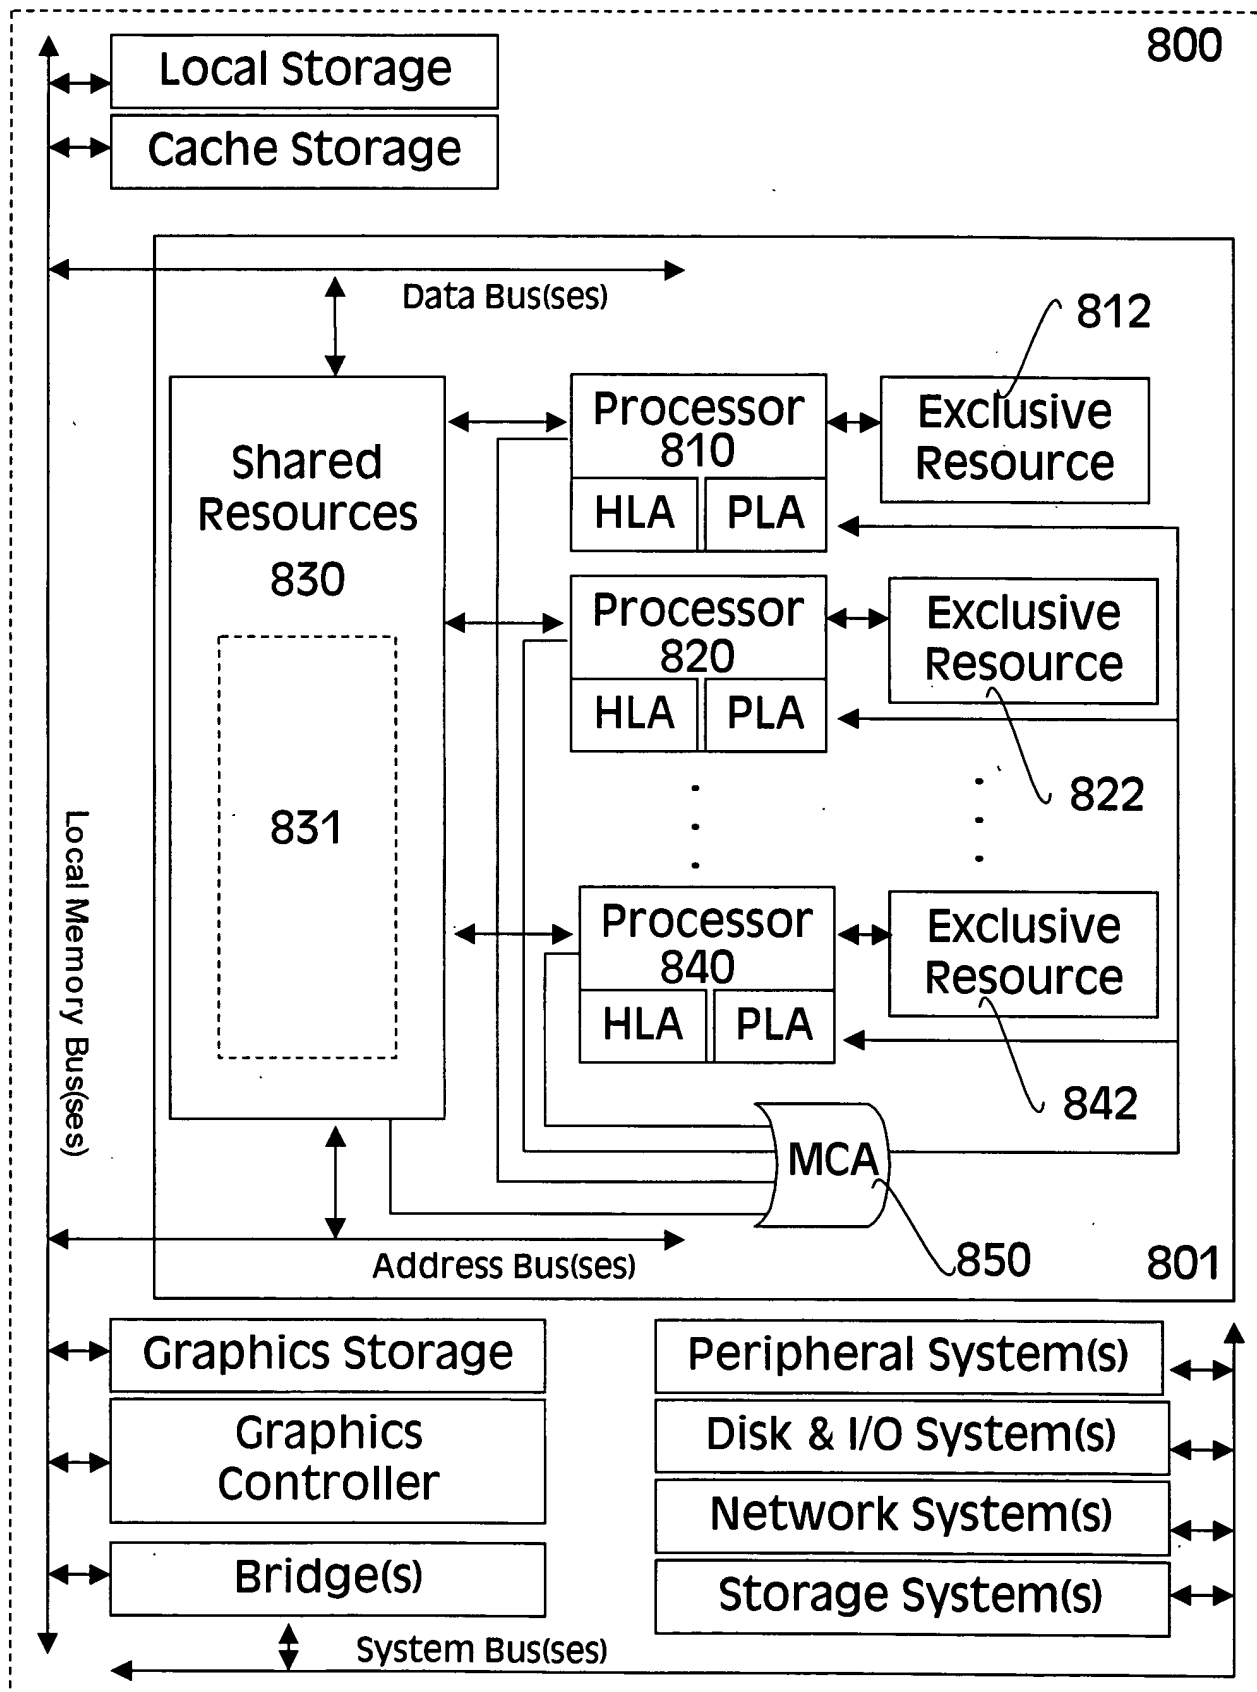 800
Local Storage
Cache Storage
Data Bus(ses)
812
Processor
810
HLA
PLA
Exclusive
Resource
Shared
Resources
830
831
Processor
820
HLA
PLA
Exclusive
Resource
822
Local Memory Bus(ses)
Processor
840
HLA
PLA
Exclusive
Resource
842
MCA
850
Address Bus(ses)
801
Graphics Storage
Graphics
Controller
Bridge(s)
System Bus(ses)
Peripheral System(s)
Disk & I/O System(s)
Network System(s)
Storage System(s)